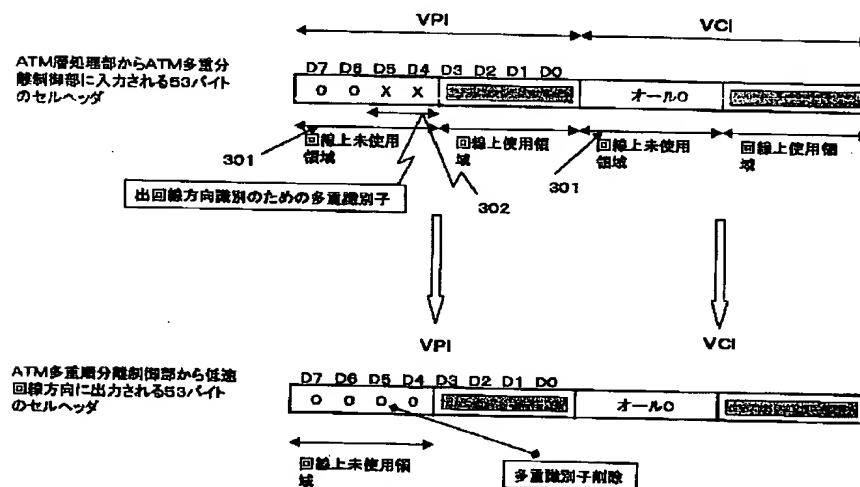 VPI VCI
ATM層処理部からATM多重分
離制御部に入力される53バイト
のセルヘッダ
D7 D6 D5 D4 D3 D2 D1 D0
0 0 X X オール0
301 回線上未使用領域 回線上使用領域 301 回線上未使用領域 回線上使用領域
出回線方向識別のための多重識別子
302
VPI VCI
ATM多重順分離制御部から低速
回線方向に出力される53バイト
のセルヘッダ
D7 D6 D5 D4 D3 D2 D1 D0
0 0 0 0 オール0
回線上未使用領域
多重識別子削除